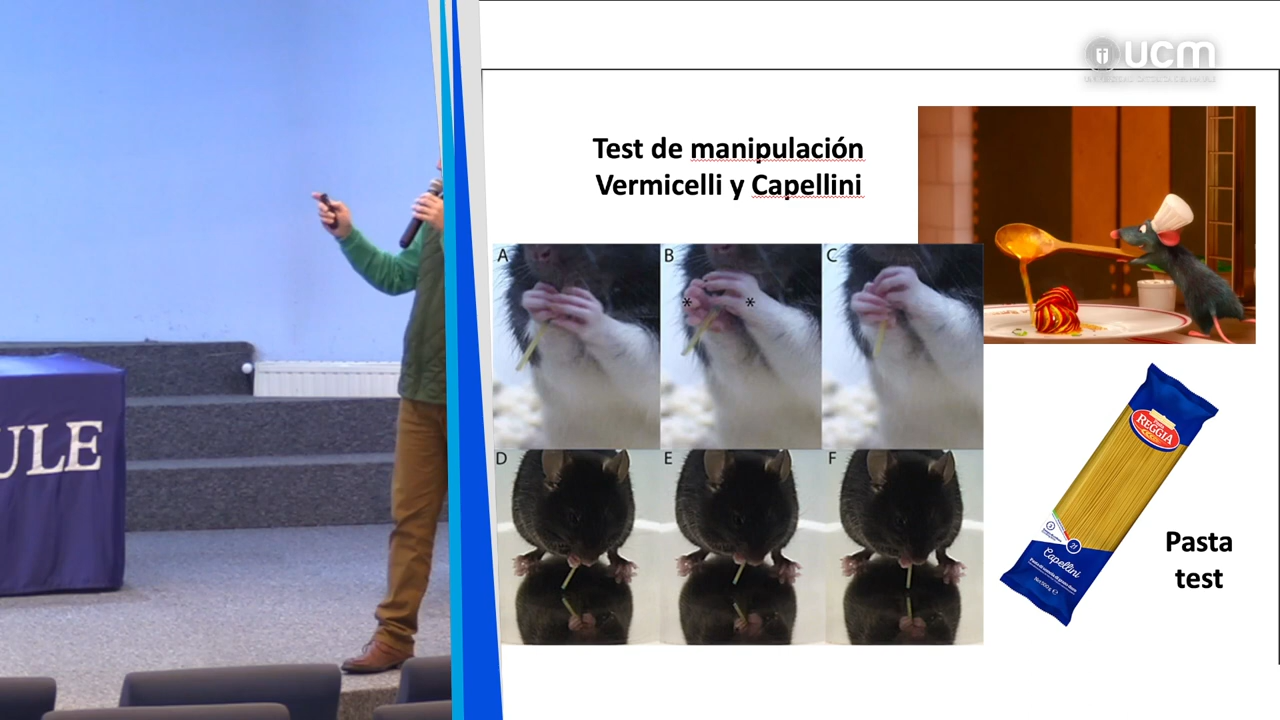 ucm
Test de manipulación
Vermicelli y Capellini
A
B
C
*
*
D
E
F
REGGIA
Capellini
Pasta
test
ULE